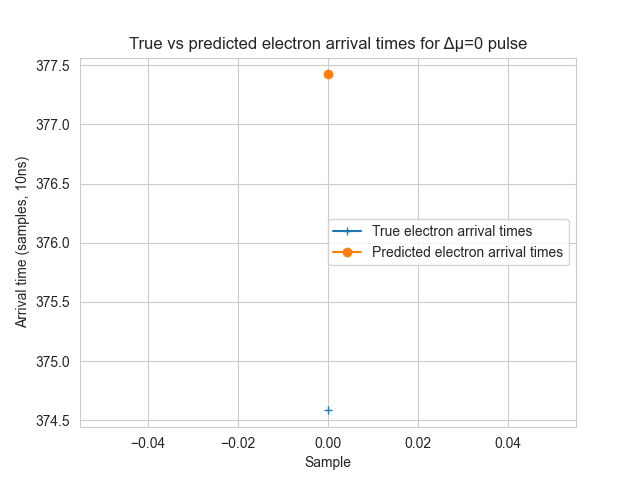 True vs predicted electron arrival times for Δμ=0 pulse
377.5
377.0
376.5
376.0
375.5
375.0
374.5
Arrival time (samples, 10ns)
True electron arrival times
Predicted electron arrival times
−0.04
−0.02
0.00
0.02
0.04
Sample